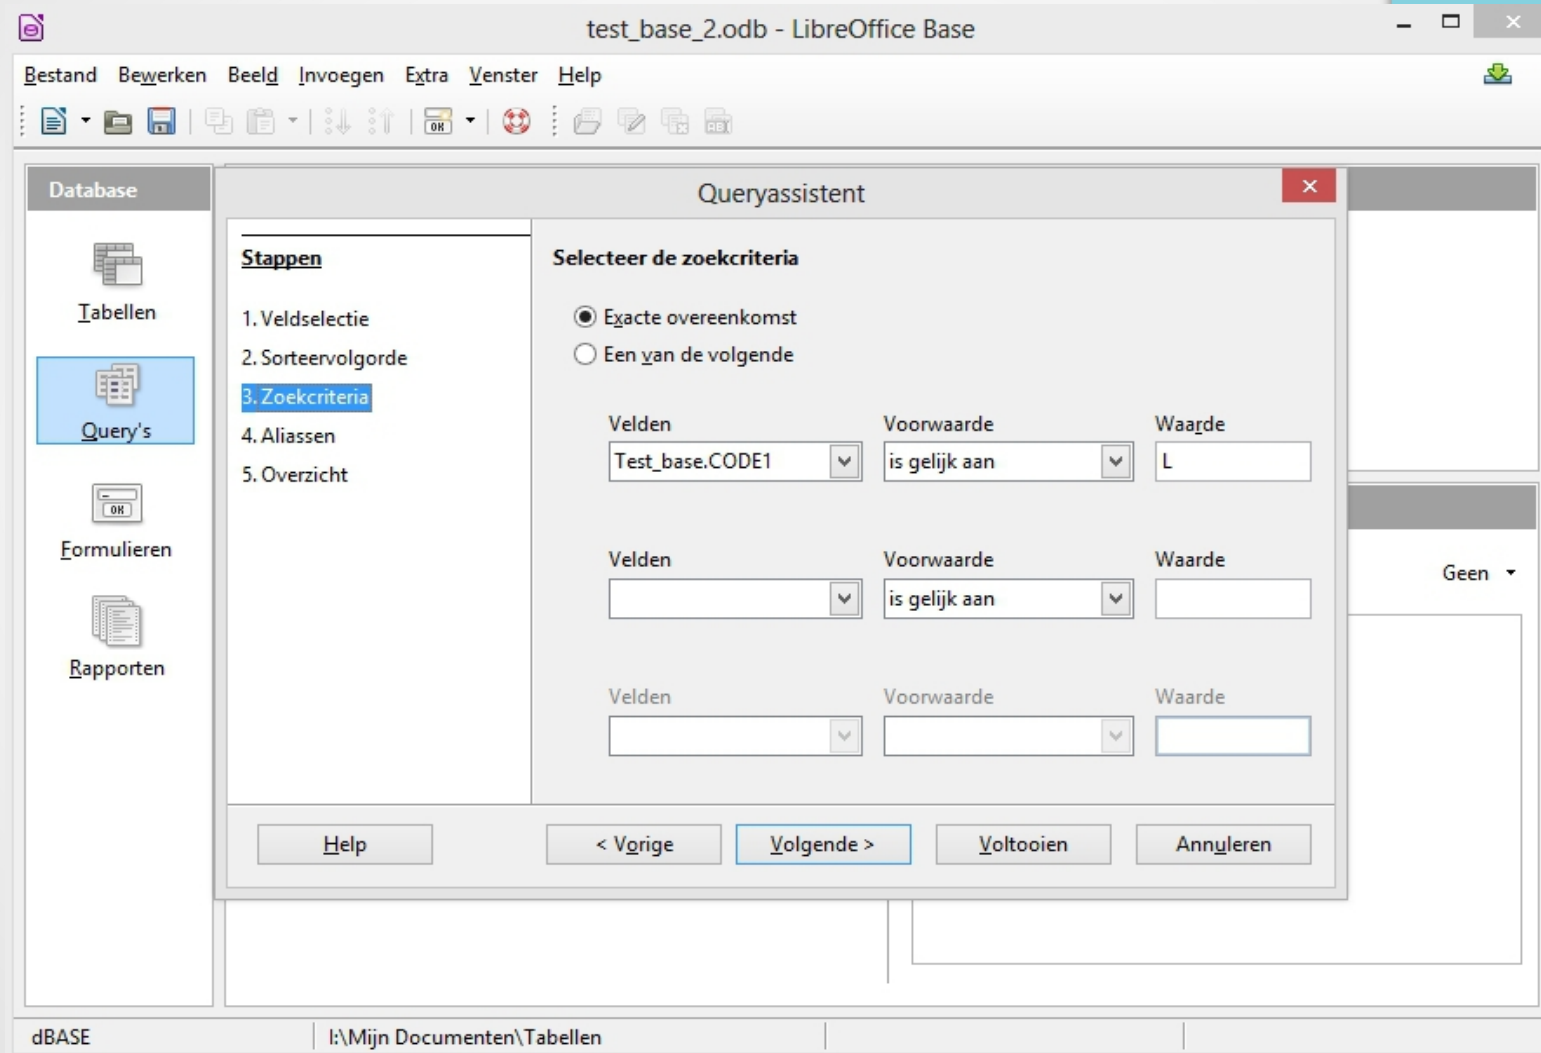 test_base_2.odb - LibreOffice Base
Bestand Bewerken Beeld Invoegen Extra Venster Help
OK
Database
Tabellen
Query's
OK
Formulieren
Rapporten
Queryassistent
Stappen
1. Veldselectie
2. Sorteervolgorde
3. Zoekcriteria
4. Aliassen
5. Overzicht
Selecteer de zoekcriteria
Exacte overeenkomst
Een van de volgende
Velden Voorwaarde Waarde
Test_base.CODE1 is gelijk aan L
Velden Voorwaarde Waarde
is gelijk aan
Velden Voorwaarde Waarde
Help < Vorige Volgende > Voltooien Annuleren
Geen
dBASE I:\Mijn Documenten\Tabellen